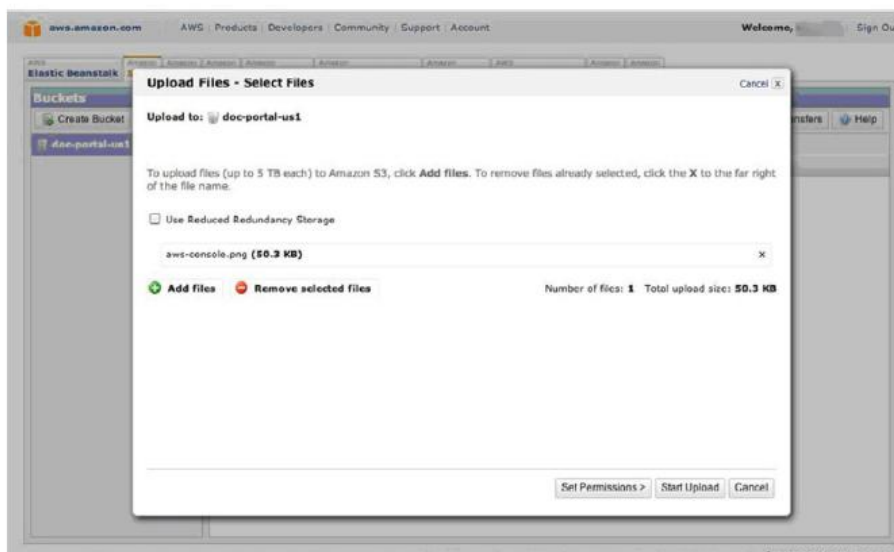 aws.amazon.com AWS Products Developers Community Support Account Welcome, Sign Ou
Elastic Beanstalk
Buckets
Create Bucket
nsfers Help
doc-portal-us1
Upload Files - Select Files Cancel x
Upload to: doc-portal-us1
To upload files (up to 5 TB each) to Amazon S3, click Add files. To remove files already selected, click the X to the far right
of the file name.
Use Reduced Redundancy Storage
aws-console.png (50.3 KB) x
Add files Remove selected files Number of files: 1 Total upload size: 50.3 KB
Set Permissions > Start Upload Cancel